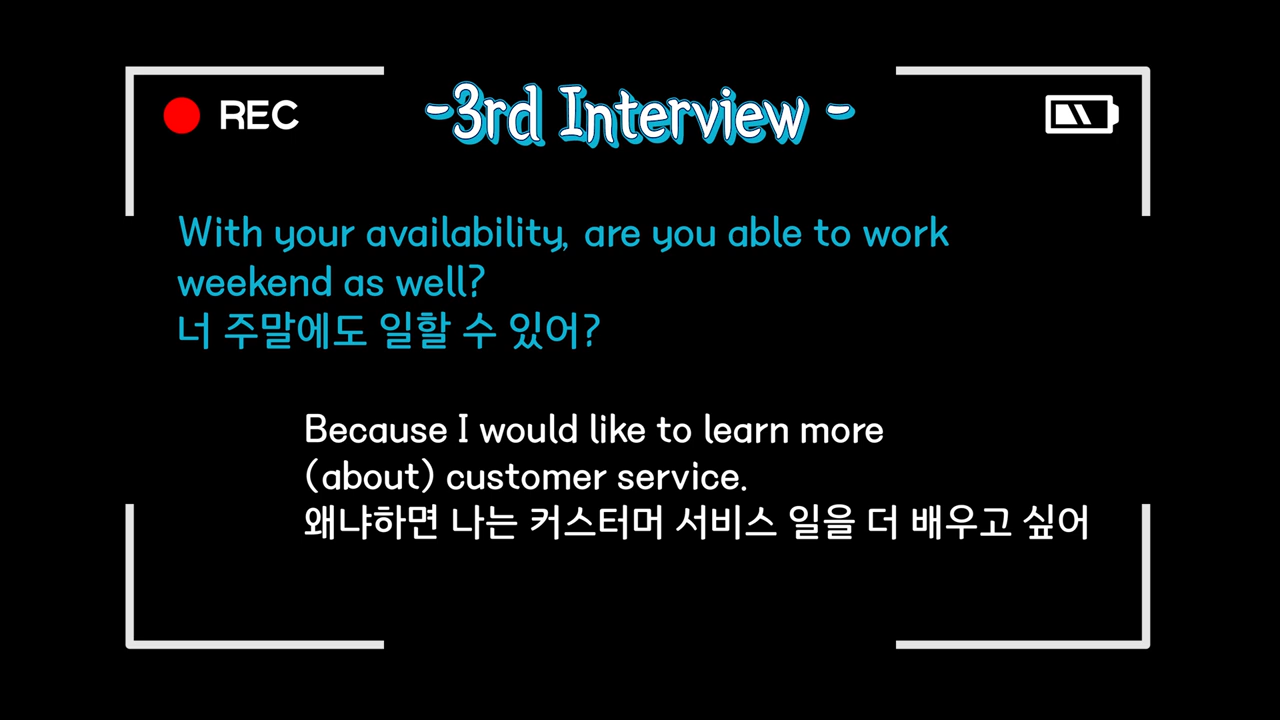 REC
-3rd Interview -
With your availability, are you able to work
weekend as well?
너 주말에도 일할 수 있어?
Because I would like to learn more
(about) customer service.
왜냐하면 나는 커스터머 서비스 일을 더 배우고 싶어